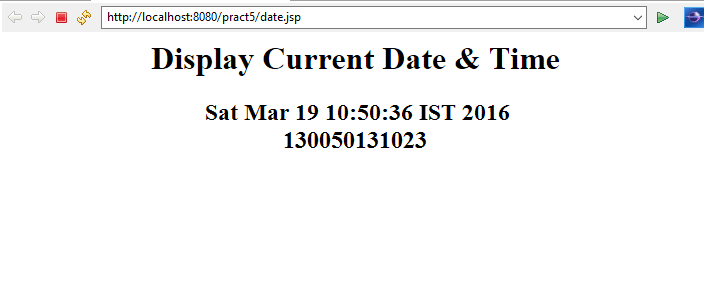 http://localhost:8080/pract5/date.jsp
Display Current Date & Time
Sat Mar 19 10:50:36 IST 2016
130050131023